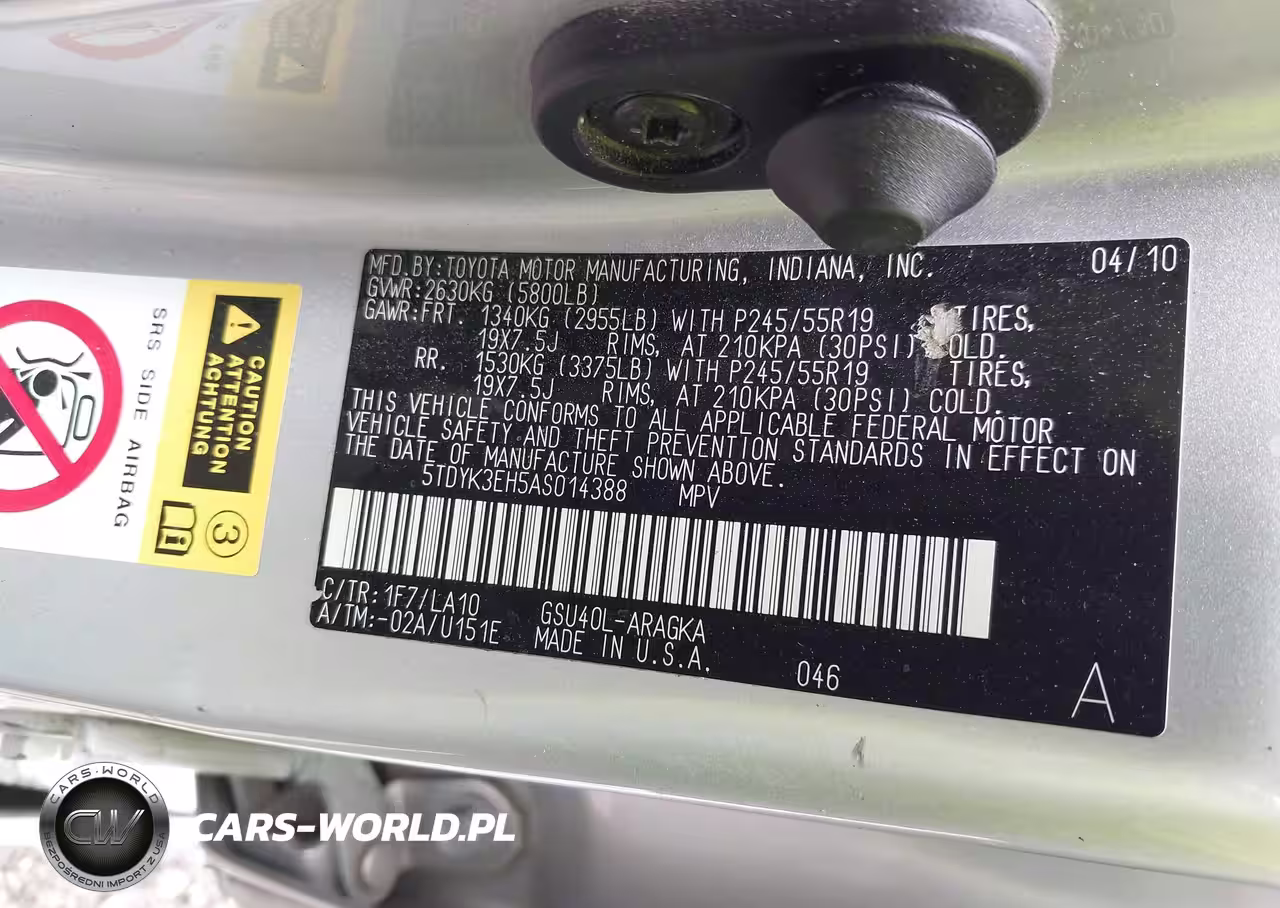 MFD. BY: TOYOTA MOTOR MANUFACTURING, INDIANA, INC. 04/10
GVWR: 2630KG (5800LB)
GAWR: FRT. 1340KG (2955LB) WITH P245/55R19 TIRES,
19X7.5J RIMS, AT 210KPA (30PSI) OLD.
RR. 1530KG (3375LB) WITH P245/55R19 TIRES,
19X7.5J RIMS, AT 210KPA (30PSI) COLD.
THIS VEHICLE CONFORMS TO ALL APPLICABLE FEDERAL MOTOR
VEHICLE SAFETY AND THEFT PREVENTION STANDARDS IN EFFECT ON
THE DATE OF MANUFACTURE SHOWN ABOVE.
5TDYK3EH5AS014388 MPV
C/TR: 1F7/LA10 GSU40L-ARAGKA
A/TM:-02A/U151E MADE IN U.S.A.
046
A
SRS SIDE AIRBAG
CAUTION
ATTENTION
ACHTUNG
3
CARS-WORLD
CW
BEZPOŚREDNI IMPORT Z USA
CARS-WORLD.PL